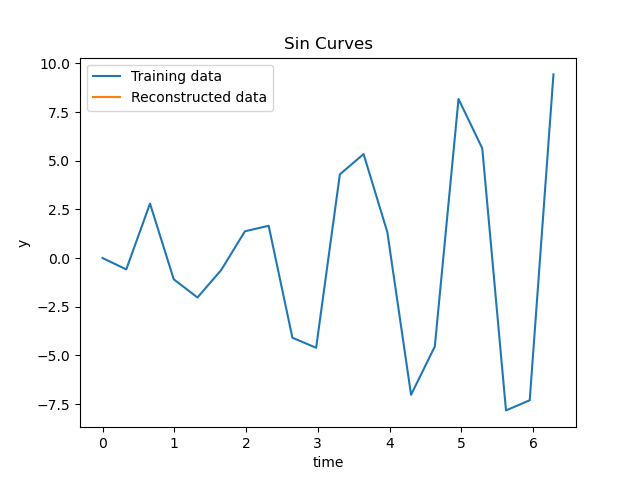 Sin Curves
Training data
Reconstructed data
10.0
7.5
5.0
2.5
0.0
−2.5
−5.0
−7.5
y
0 1 2 3 4 5 6
time